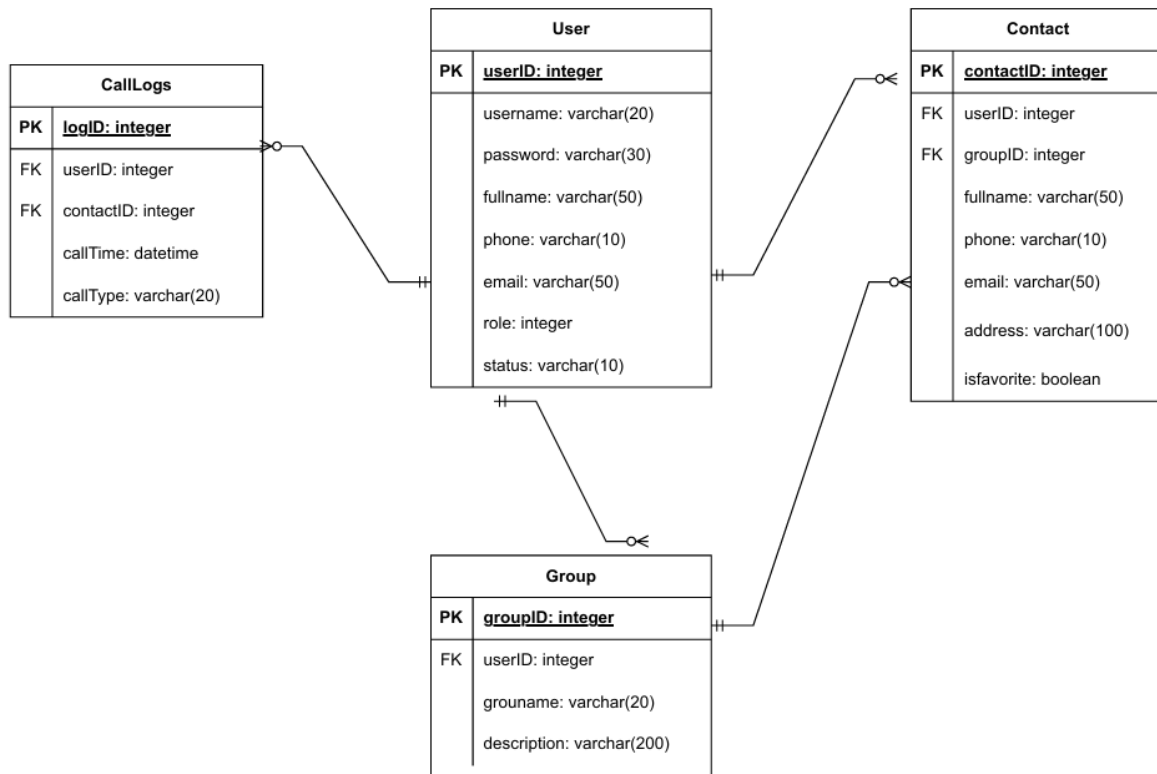 CallLogs
PK logID: integer
FK userID: integer
FK contactID: integer
callTime: datetime
callType: varchar(20)
User
PK userID: integer
username: varchar(20)
password: varchar(30)
fullname: varchar(50)
phone: varchar(10)
email: varchar(50)
role: integer
status: varchar(10)
Contact
PK contactID: integer
FK userID: integer
FK groupID: integer
fullname: varchar(50)
phone: varchar(10)
email: varchar(50)
address: varchar(100)
isfavorite: boolean
Group
PK groupID: integer
FK userID: integer
grouname: varchar(20)
description: varchar(200)